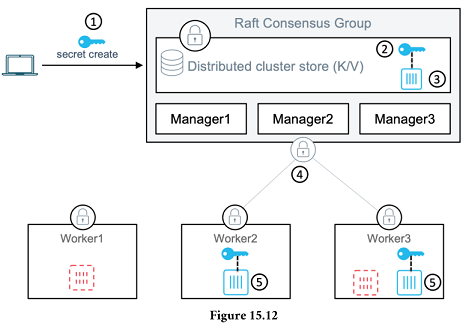 Raft Consensus Group
1
secret create
2
Distributed cluster store (K/V)
3
Manager1
Manager2
Manager3
4
Worker1
Worker2
Worker3
5
5
Figure 15.12